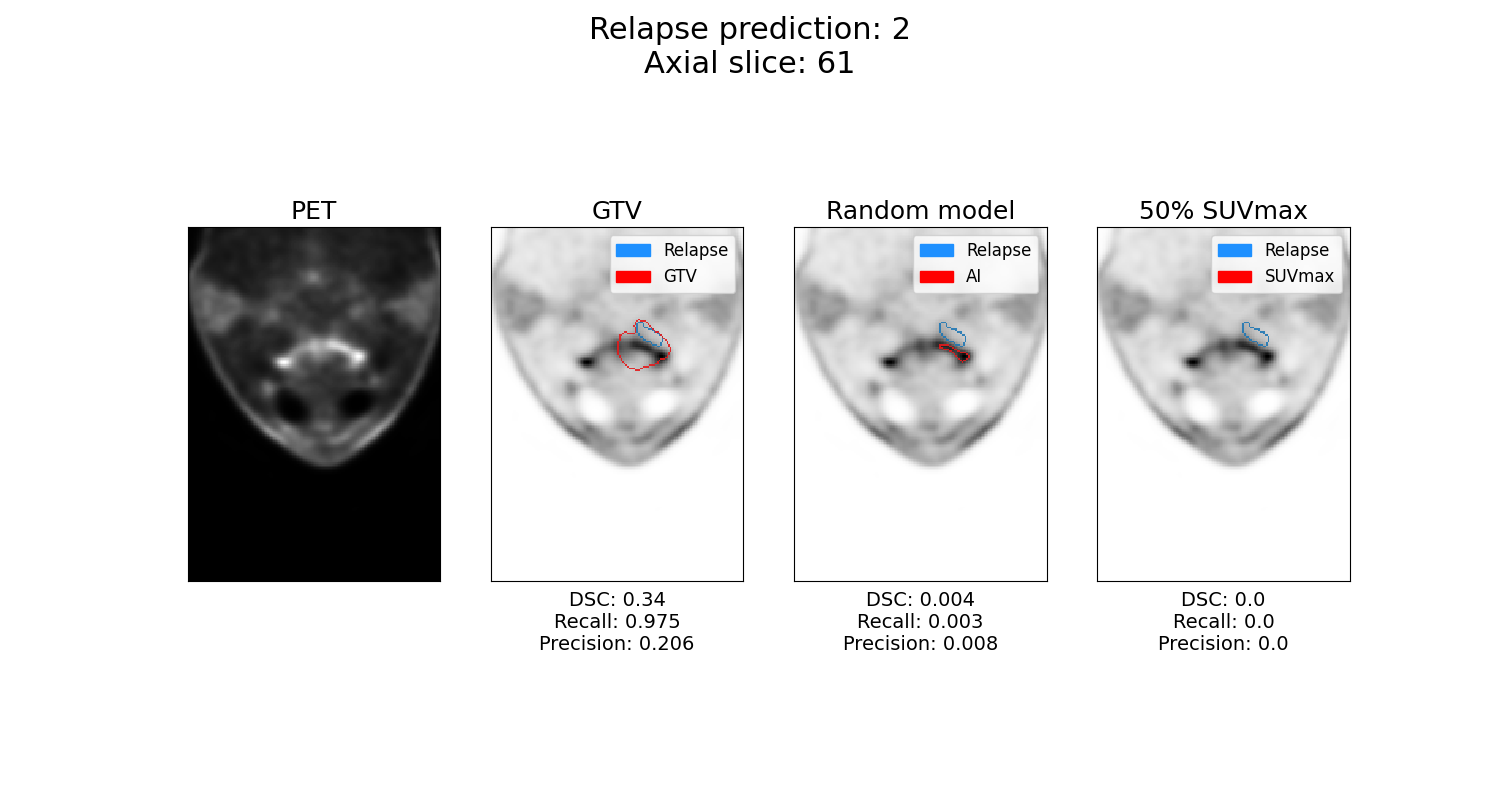 Relapse prediction: 2
Axial slice: 61
PET
GTV
Relapse
GTV
DSC: 0.34
Recall: 0.975
Precision: 0.206
Random model
Relapse
AI
DSC: 0.004
Recall: 0.003
Precision: 0.008
50% SUVmax
Relapse
SUVmax
DSC: 0.0
Recall: 0.0
Precision: 0.0